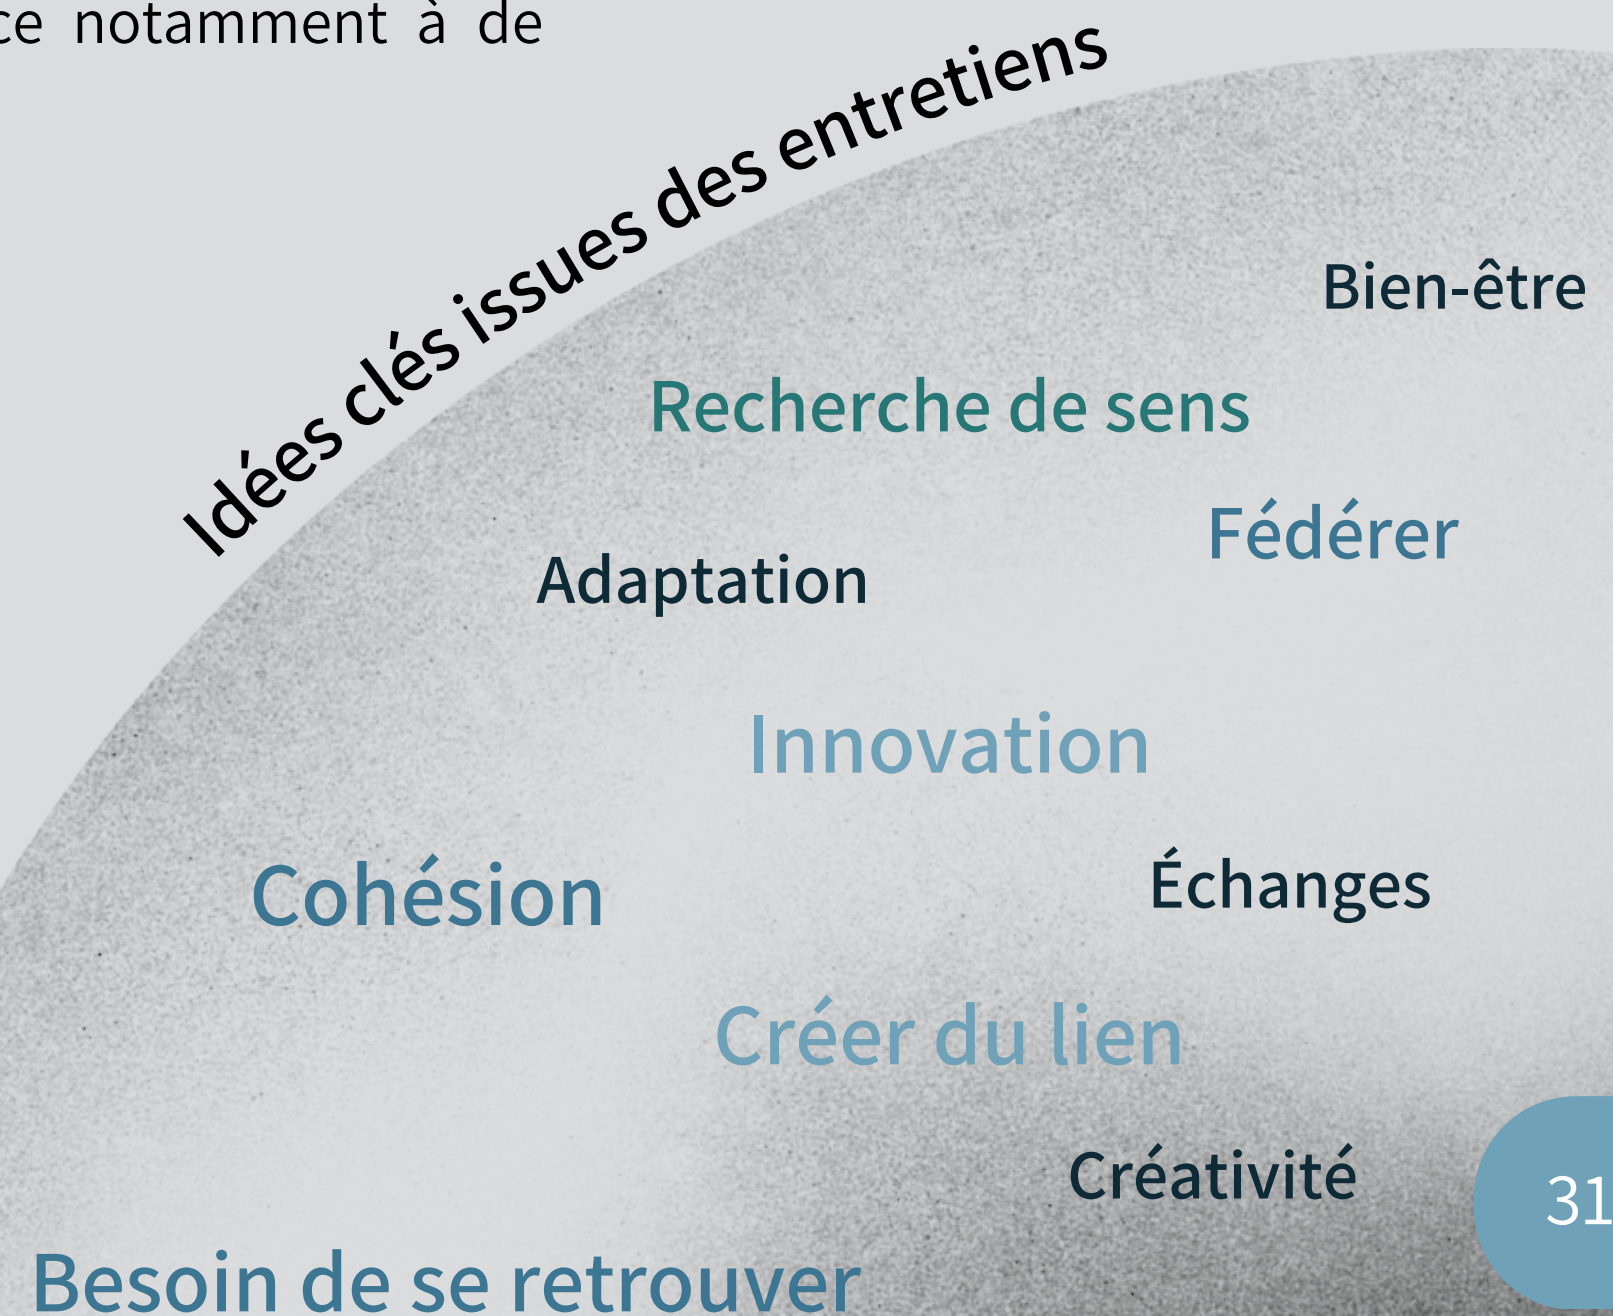 notamment à de
Idées clés issues des entretiens
Bien-être
Recherche de sens
Fédérer
Adaptation
Innovation
Cohésion
Échanges
Créer du lien
Créativité
31
Besoin de se retrouver